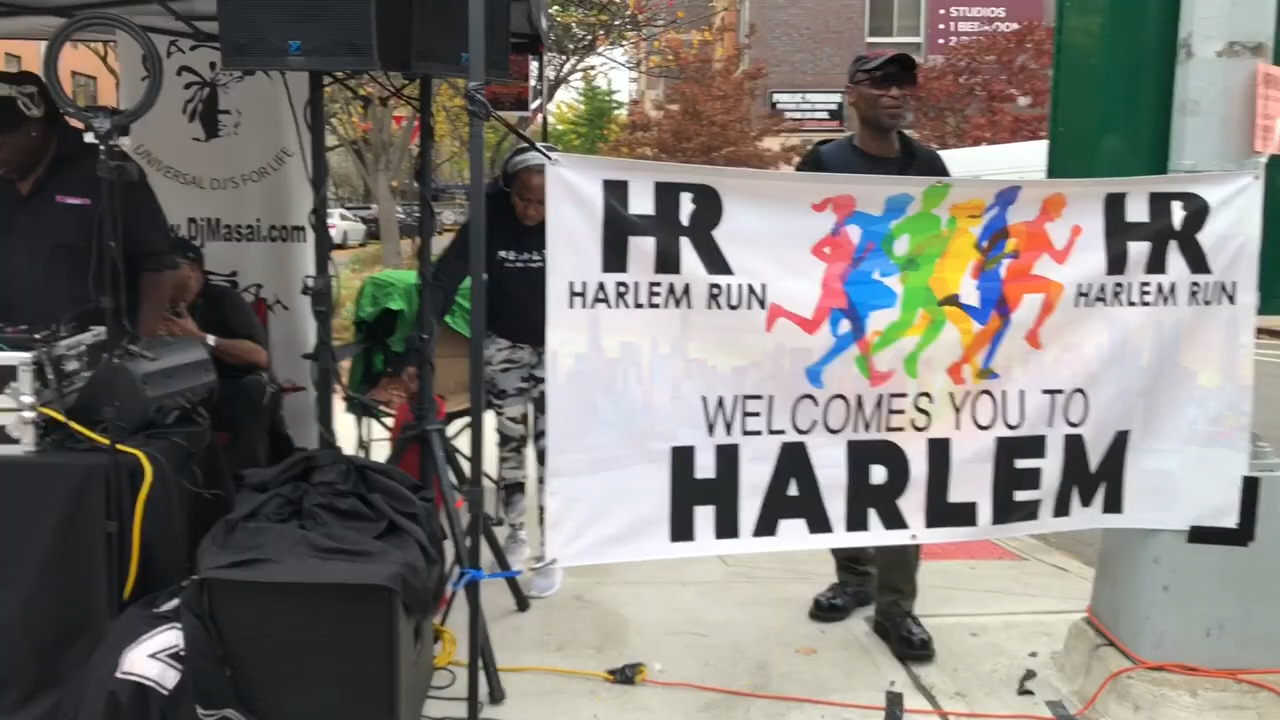 • STUDIOS
• 1 BEDROOM
UNIVERSAL DJ'S FOR LIFE
w.DjMasai.com
HR
HARLEM RUN
HR
HARLEM RUN
WELCOMES YOU TO
HARLEM